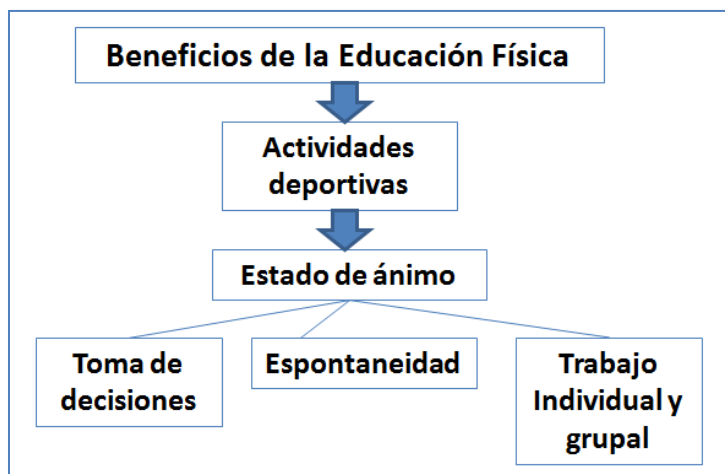 Beneficios de la Educación Física
Actividades
deportivas
Estado de ánimo
Toma de
decisiones
Espontaneidad
Trabajo
Individual y
grupal